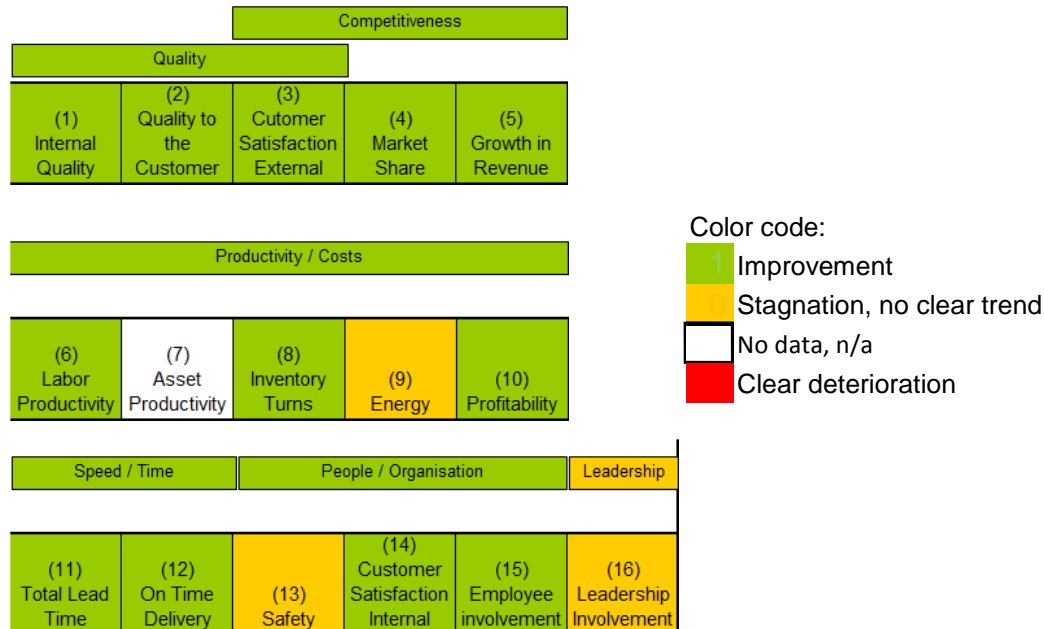 Competitiveness
Quality
(1)
Internal
Quality
(2)
Quality to
the
Customer
(3)
Cutomer
Satisfaction
External
(4)
Market
Share
(5)
Growth in
Revenue
Productivity / Costs
(6)
Labor
Productivity
(7)
Asset
Productivity
(8)
Inventory
Turns
(9)
Energy
(10)
Profitability
Color code:
1 Improvement
0 Stagnation, no clear trend
No data, n/a
Clear deterioration
Speed / Time
People / Organisation
Leadership
(11)
Total Lead
Time
(12)
On Time
Delivery
(13)
Safety
(14)
Customer
Satisfaction
Internal
(15)
Employee
involvement
(16)
Leadership
Involvement